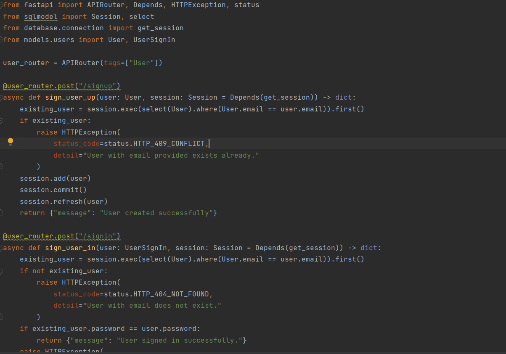 from fastapi import APIRouter, Depends, HTTPException, status
from sqlmodel import Session, select
from database.connection import get_session
from models.users import User, UserSignIn
user_router = APIRouter(tags=["User"])
@user_router.post("/signup")
async def sign_user_up(user: User, session: Session = Depends(get_session)) -> dict:
existing_user = session.exec(select(User).where(User.email == user.email)).first()
if existing_user:
raise HTTPException(
status_code=status.HTTP_409_CONFLICT,
detail="User with email provided exists already."
)
session.add(user)
session.commit()
session.refresh(user)
return {"message": "User created successfully"}
@user_router.post("/signin")
async def sign_user_in(user: UserSignIn, session: Session = Depends(get_session)) -> dict:
existing_user = session.exec(select(User).where(User.email == user.email)).first()
if not existing_user:
raise HTTPException(
status_code=status.HTTP_404_NOT_FOUND,
detail="User with email does not exist."
)
if existing_user.password == user.password:
return {"message": "User signed in successfully."}
raise HTTPException(